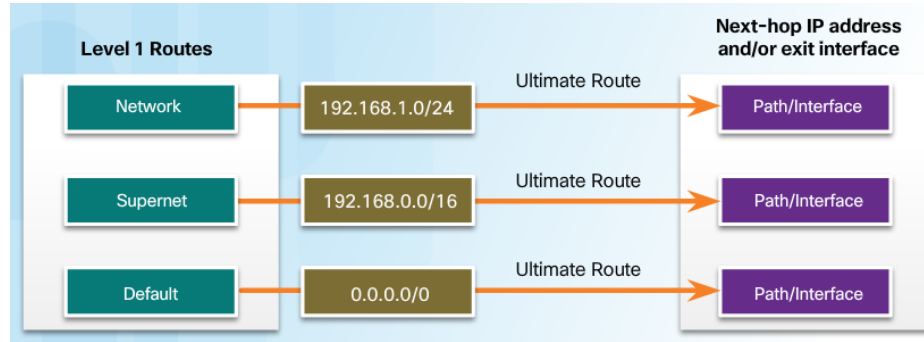 Level 1 Routes
Next-hop IP address
and/or exit interface
Network
192.168.1.0/24
Ultimate Route
Path/Interface
Supernet
192.168.0.0/16
Ultimate Route
Path/Interface
Default
0.0.0.0/0
Ultimate Route
Path/Interface